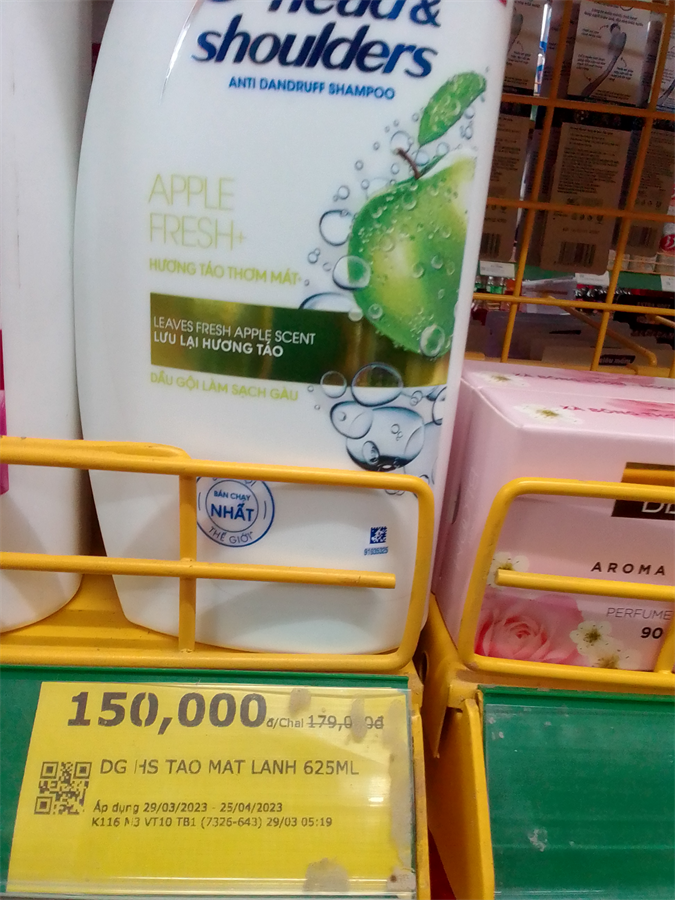 head &
shoulders
ANTI DANDRUFF SHAMPOO
APPLE
FRESH+
HƯƠNG TÁO THƠM MÁT
LEAVES FRESH APPLE SCENT
LƯU LẠI HƯƠNG TÁO
DẦU GỘI LÀM SẠCH GÀU
BÁN CHẠY
NHẤT
THẾ GIỚI
AROMA
PERFUME
90
150,000
đ/Chai 179,000đ
DG HS TAO MAT LANH 625ML
Áp dụng 29/03/2023 - 25/04/2023
K116 N3 VT10 TB1 (7326-643) 29/03 05:19